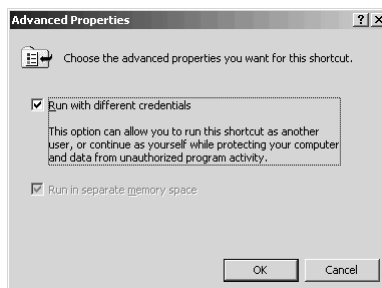 Advanced Properties
Choose the advanced properties you want for this shortcut.
Run with different credentials
This option can allow you to run this shortcut as another
user, or continue as yourself while protecting your computer
and data from unauthorized program activity.
Run in separate memory space
OK
Cancel